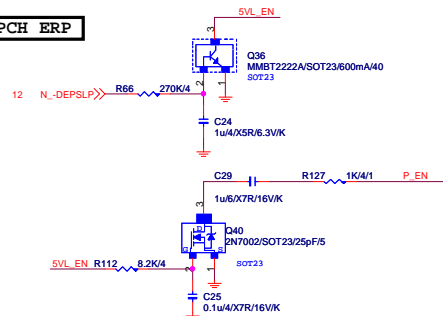 PCH ERP
5VL_EN
3
Q36
MMBT2222A/SOT23/600mA/40
SOT23
2
1
12 N_-DEPSLP
R66 270K/4
C24
1u/4/X5R/6.3V/K
C29
R127 1K/4/1
P_EN
1u/6/X7R/16V/K
3
Q40
D
2N7002/SOT23/25pF/5
G S
SOT23
5VL_EN R112 8.2K/4
2
1
C25
0.1u/4/X7R/16V/K